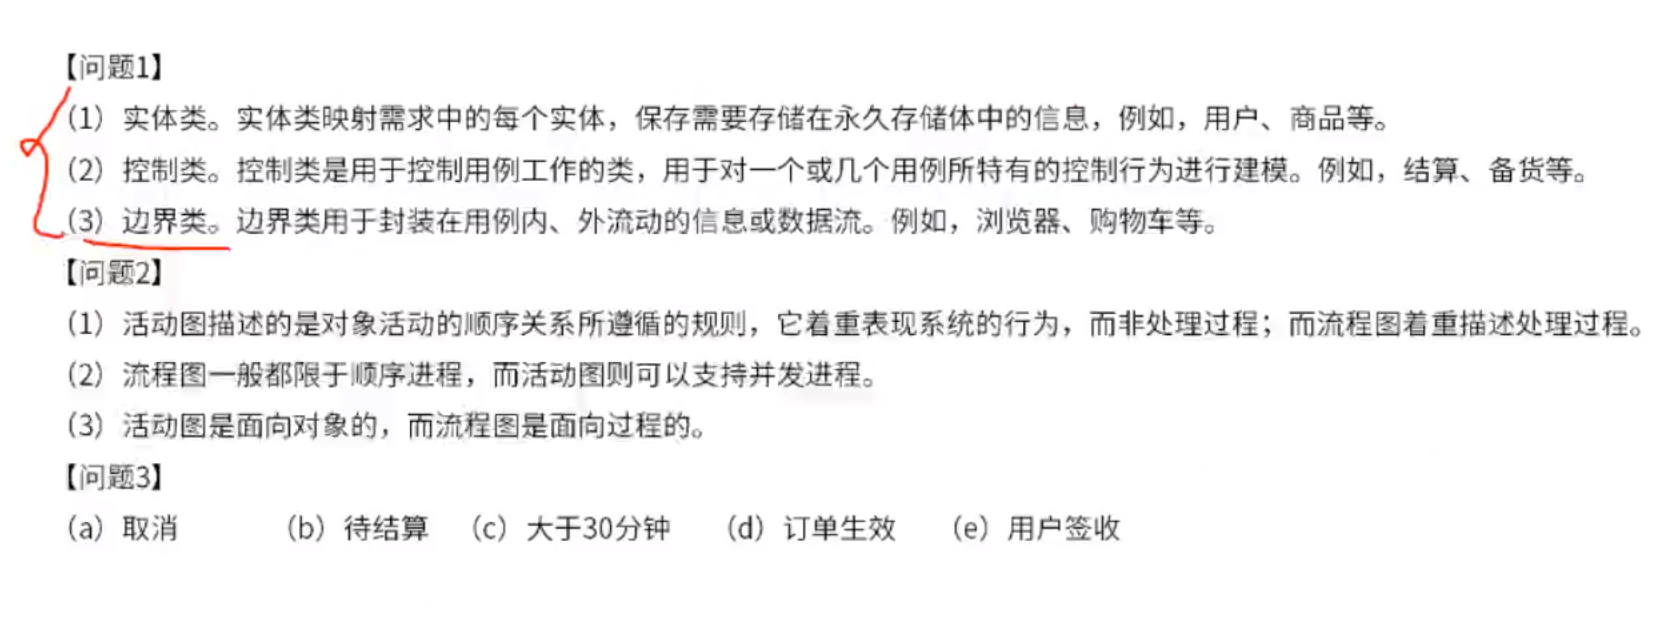 【问题1】
（1）实体类。实体类映射需求中的每个实体，保存需要存储在永久存储体中的信息，例如，用户、商品等。
（2）控制类。控制类是用于控制用例工作的类，用于对一个或几个用例所特有的控制行为进行建模。例如，结算、备货等。
（3）边界类。边界类用于封装在用例内、外流动的信息或数据流。例如，浏览器、购物车等。
【问题2】
（1）活动图描述的是对象活动的顺序关系所遵循的规则，它着重表现系统的行为，而非处理过程；而流程图着重描述处理过程。
（2）流程图一般都限于顺序进程，而活动图则可以支持并发进程。
（3）活动图是面向对象的，而流程图是面向过程的。
【问题3】
（a）取消 （b）待结算 （c）大于30分钟 （d）订单生效 （e）用户签收